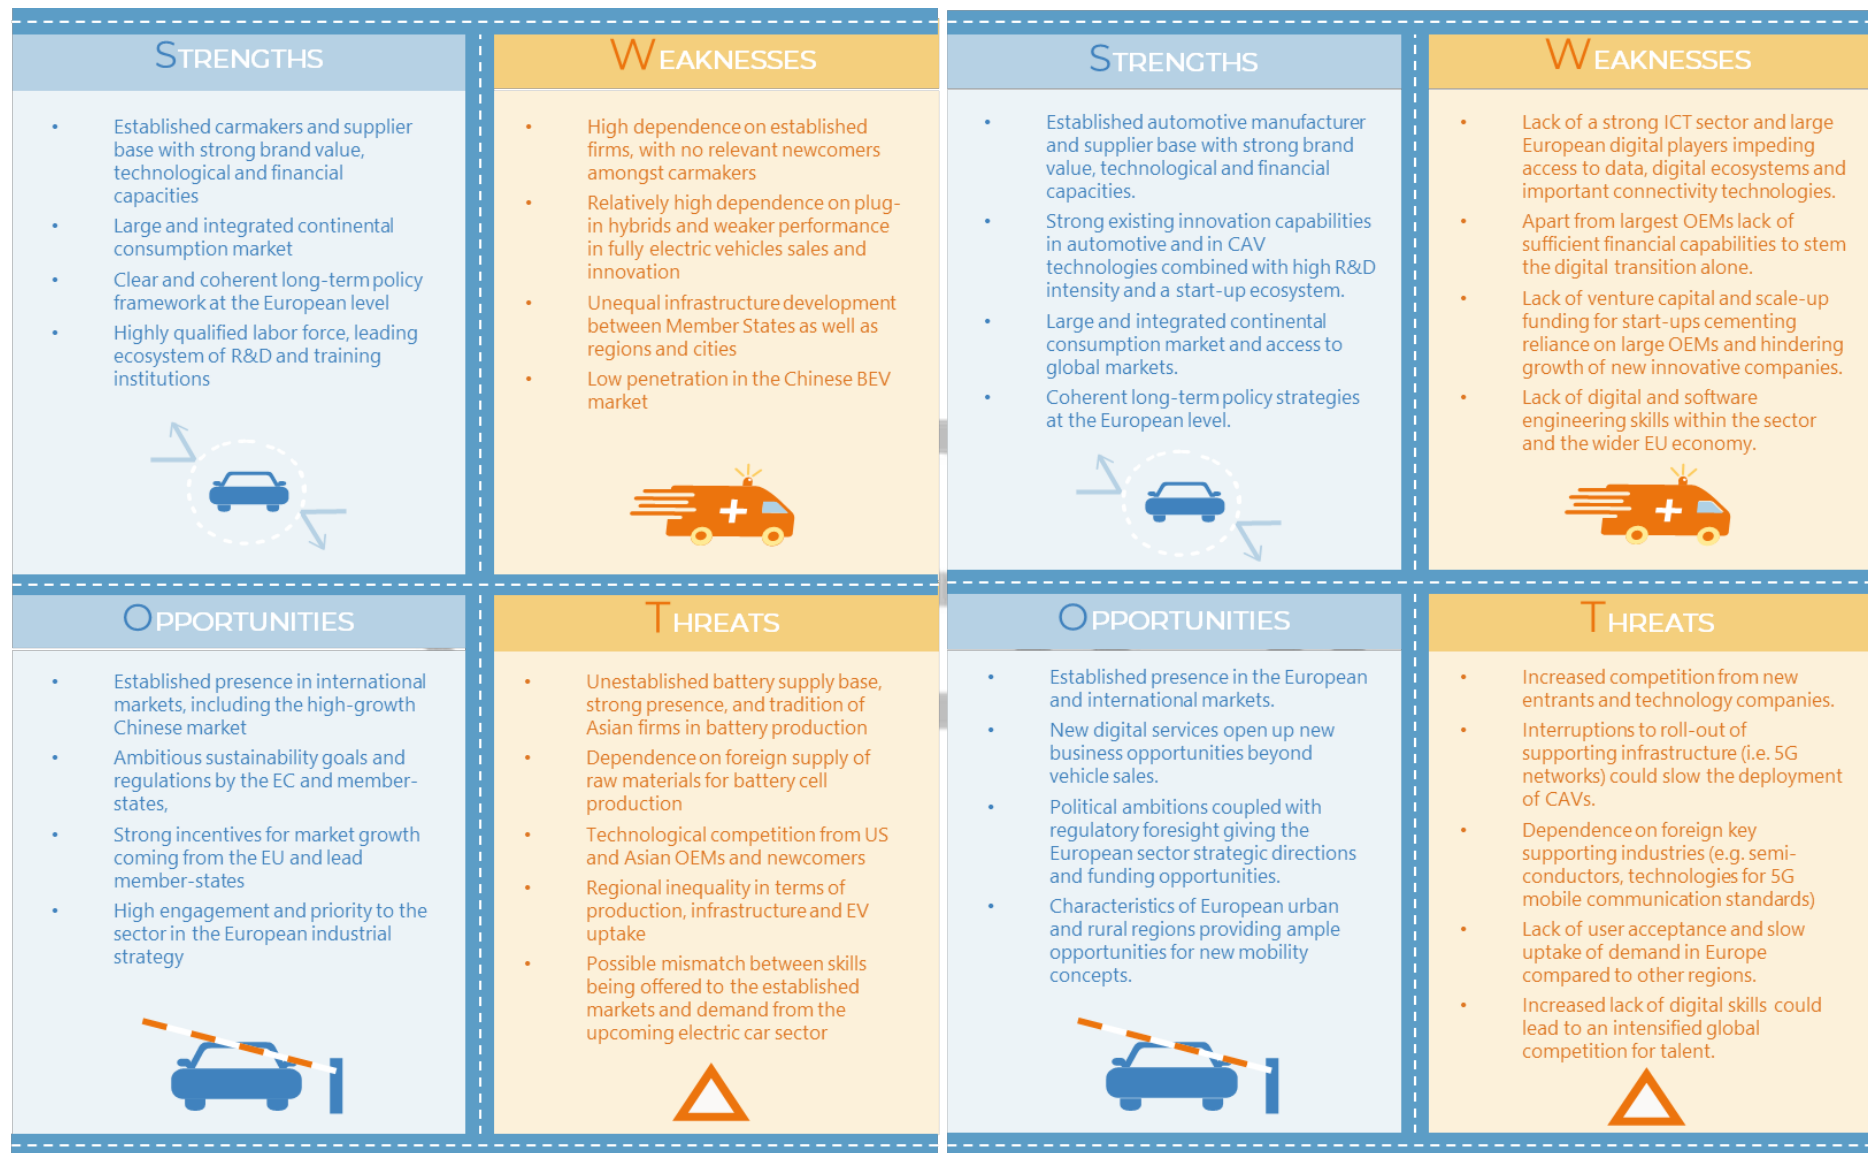 STRENGTHS
• Established carmakers and supplier
base with strong brand value,
technological and financial
capacities
• Large and integrated continental
consumption market
• Clear and coherent long-term policy
framework at the European level
• Highly qualified labor force, leading
ecosystem of R&D and training
institutions
WEAKNESSES
• High dependence on established
firms, with no relevant newcomers
amongst carmakers
• Relatively high dependence on plug-
in hybrids and weaker performance
in fully electric vehicles sales and
innovation
• Unequal infrastructure development
between Member States as well as
regions and cities
• Low penetration in the Chinese BEV
market
OPPORTUNITIES
• Established presence in international
markets, including the high-growth
Chinese market
• Ambitious sustainability goals and
regulations by the EC and member-
states,
• Strong incentives for market growth
coming from the EU and lead
member-states
• High engagement and priority to the
sector in the European industrial
strategy
THREATS
• Unestablished battery supply base,
strong presence, and tradition of
Asian firms in battery production
• Dependence on foreign supply of
raw materials for battery cell
production
• Technological competition from US
and Asian OEMs and newcomers
• Regional inequality in terms of
production, infrastructure and EV
uptake
• Possible mismatch between skills
being offered to the established
markets and demand from the
upcoming electric car sector
STRENGTHS
• Established automotive manufacturer
and supplier base with strong brand
value, technological and financial
capacities.
• Strong existing innovation capabilities
in automotive and in CAV
technologies combined with high R&D
intensity and a start-up ecosystem.
• Large and integrated continental
consumption market and access to
global markets.
• Coherent long-term policy strategies
at the European level.
WEAKNESSES
• Lack of a strong ICT sector and large
European digital players impeding
access to data, digital ecosystems and
important connectivity technologies.
• Apart from largest OEMs lack of
sufficient financial capabilities to stem
the digital transition alone.
• Lack of venture capital and scale-up
funding for start-ups cementing
reliance on large OEMs and hindering
growth of new innovative companies.
• Lack of digital and software
engineering skills within the sector
and the wider EU economy.
OPPORTUNITIES
• Established presence in the European
and international markets.
• New digital services open up new
business opportunities beyond
vehicle sales.
• Political ambitions coupled with
regulatory foresight giving the
European sector strategic directions
and funding opportunities.
• Characteristics of European urban
and rural regions providing ample
opportunities for new mobility
concepts.
THREATS
• Increased competition from new
entrants and technology companies.
• Interruptions to roll-out of
supporting infrastructure (i.e. 5G
networks) could slow the deployment
of CAVs.
• Dependence on foreign key
supporting industries (e.g. semi-
conductors, technologies for 5G
mobile communication standards)
• Lack of user acceptance and slow
uptake of demand in Europe
compared to other regions.
• Increased lack of digital skills could
lead to an intensified global
competition for talent.